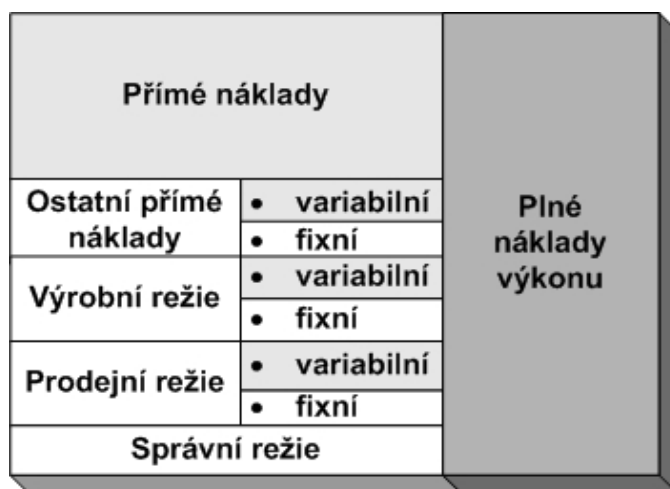 Přímé náklady
Ostatní přímé
náklady
• variabilní
• fixní
Výrobní režie
• variabilní
• fixní
Prodejní režie
• variabilní
• fixní
Správní režie
Plné
náklady
výkonu